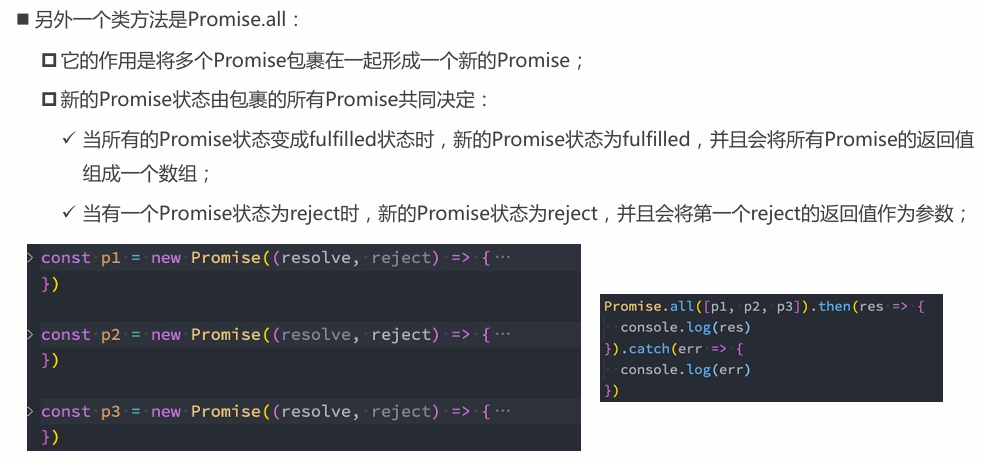 ■ 另外一个类方法是Promise.all：
它的作用是将多个Promise包裹在一起形成一个新的Promise；
新的Promise状态由包裹的所有Promise共同决定：
✓ 当所有的Promise状态变成fulfilled状态时，新的Promise状态为fulfilled，并且会将所有Promise的返回值
组成一个数组；
✓ 当有一个Promise状态为reject时，新的Promise状态为reject，并且会将第一个reject的返回值作为参数；
const p1 = new Promise((resolve, reject) => { ···
})
const p2 = new Promise((resolve, reject) => { ···
})
const p3 = new Promise((resolve, reject) => { ···
})
Promise.all([p1, p2, p3]).then(res => {
console.log(res)
}).catch(err => {
console.log(err)
})